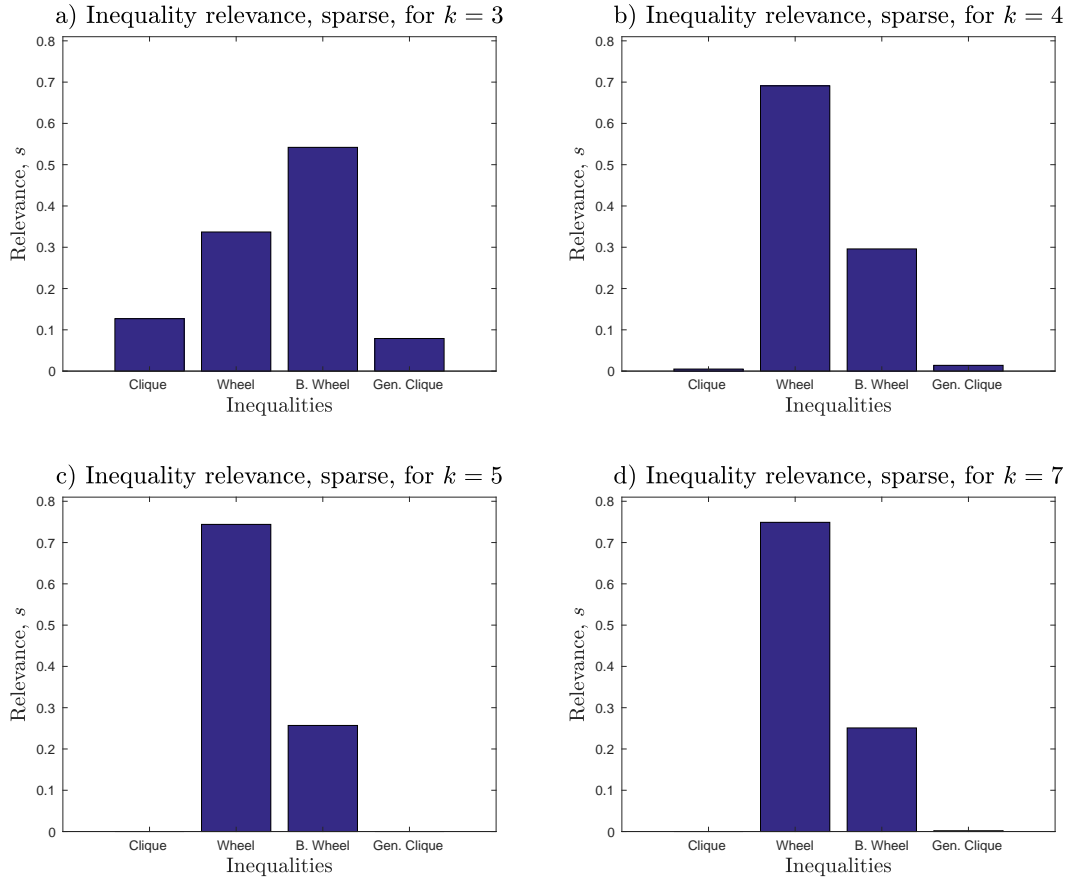 a) Inequality relevance, sparse, for k = 3
0.8
0.7
0.6
0.5
0.4
0.3
0.2
0.1
0
Relevance, s
Clique Wheel B. Wheel Gen. Clique
Inequalities
b) Inequality relevance, sparse, for k = 4
0.8
0.7
0.6
0.5
0.4
0.3
0.2
0.1
0
Relevance, s
Clique Wheel B. Wheel Gen. Clique
Inequalities
c) Inequality relevance, sparse, for k = 5
0.8
0.7
0.6
0.5
0.4
0.3
0.2
0.1
0
Relevance, s
Clique Wheel B. Wheel Gen. Clique
Inequalities
d) Inequality relevance, sparse, for k = 7
0.8
0.7
0.6
0.5
0.4
0.3
0.2
0.1
0
Relevance, s
Clique Wheel B. Wheel Gen. Clique
Inequalities